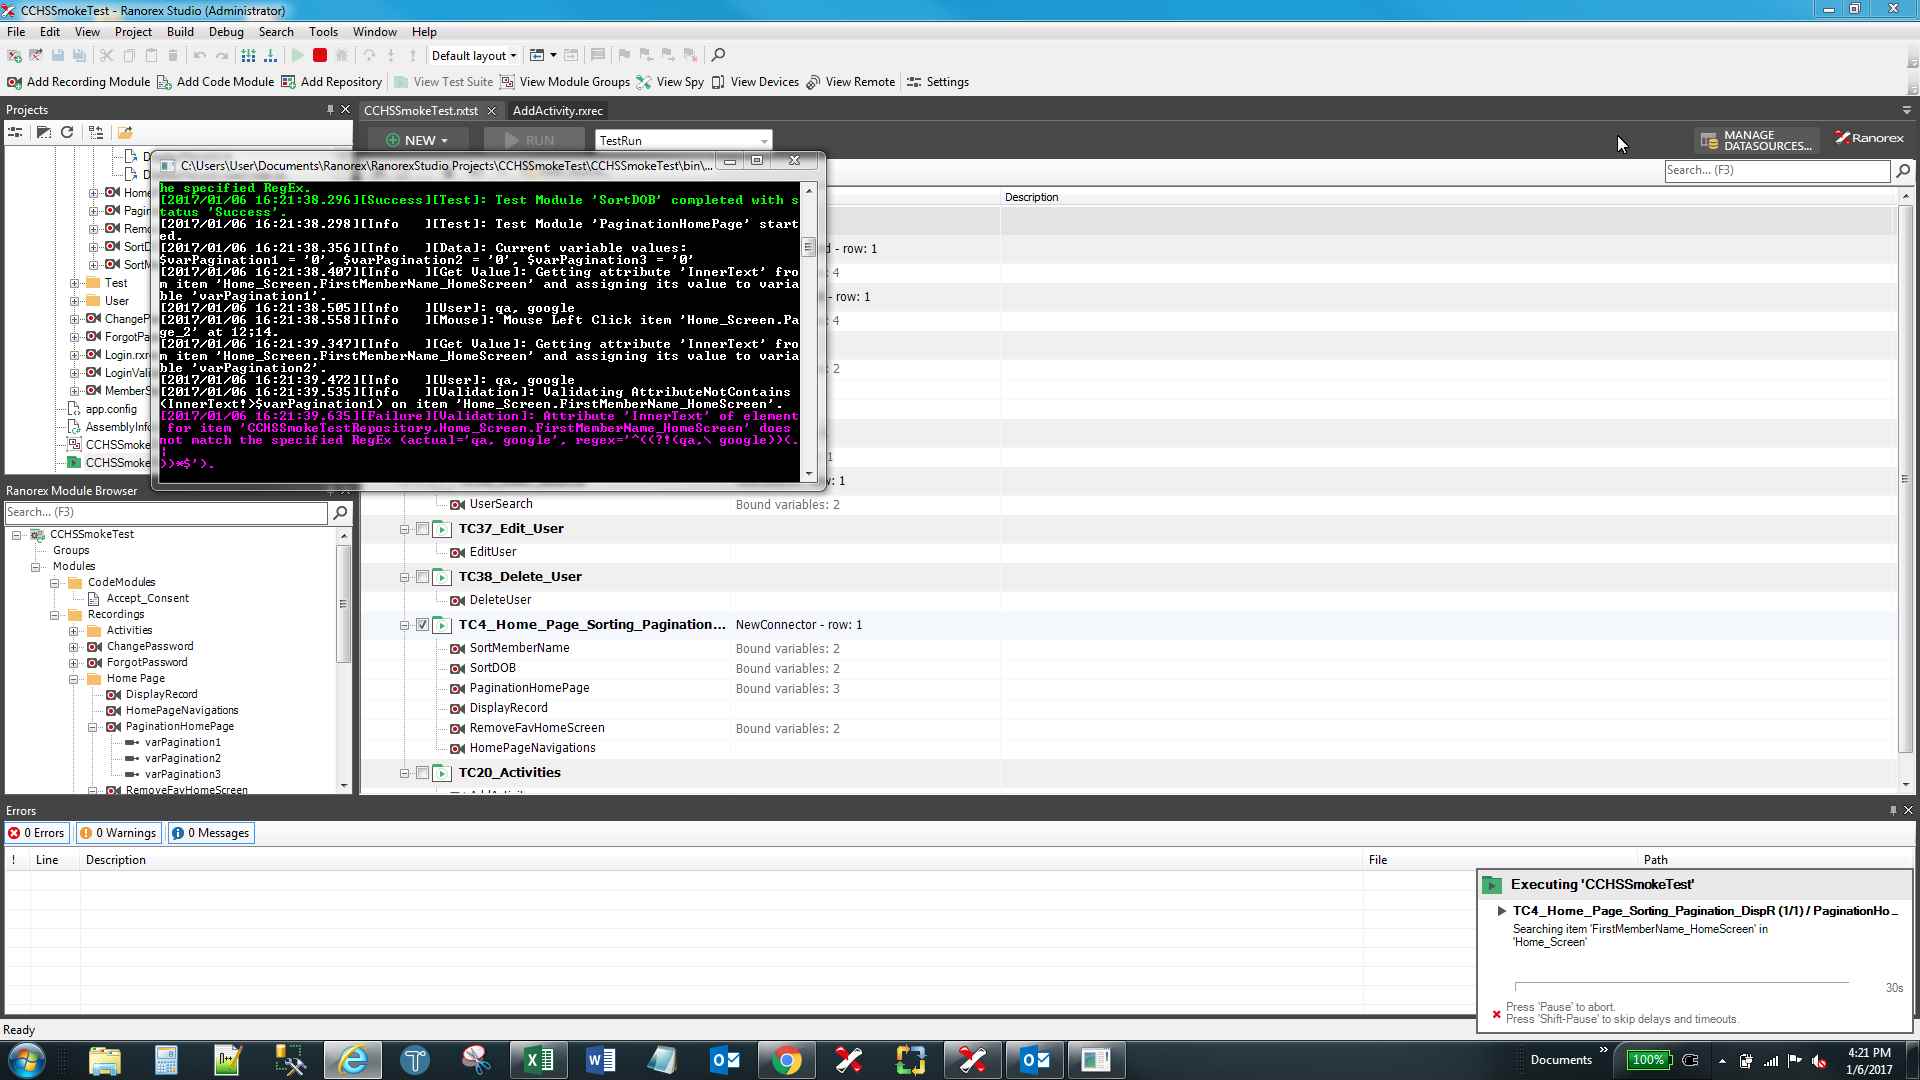 CCHSSmokeTest - Ranorex Studio (Administrator)
File Edit View Project Build Debug Search Tools Window Help
Default layout
Add Recording Module Add Code Module Add Repository View Test Suite View Module Groups View Spy View Devices View Remote Settings
Projects
CCHSSmokeTest.rxtst AddActivity.rxrec
NEW RUN TestRun
MANAGE DATASOURCES...
Ranorex
Search... (F3)
Description
Home
Pagin
Remo
SortD
SortM
Test
User
ChangeP
ForgotPa
Login.rxre
LoginVali
MemberS
app.config
AssemblyInfo
CCHSSmoke
CCHSSmoke
C:\Users\User\Documents\Ranorex\RanorexStudio Projects\CCHSSmokeTest\CCHSSmokeTest\bin\...
he specified RegEx.
[2017/01/06 16:21:38.296][Success][Test]: Test Module 'SortDOB' completed with s
tatus 'Success'.
[2017/01/06 16:21:38.298][Info   ][Test]: Test Module 'PaginationHomePage' start
ed.
[2017/01/06 16:21:38.356][Info   ][Data]: Current variable values:
$varPagination1 = '0', $varPagination2 = '0', $varPagination3 = '0'
[2017/01/06 16:21:38.407][Info   ][Get Value]: Getting attribute 'InnerText' fro
m item 'Home_Screen.FirstMemberName_HomeScreen' and assigning its value to varia
ble 'varPagination1'.
[2017/01/06 16:21:38.505][Info   ][User]: qa, google
[2017/01/06 16:21:38.558][Info   ][Mouse]: Mouse Left Click item 'Home_Screen.Pa
ge_2' at 12;14.
[2017/01/06 16:21:39.347][Info   ][Get Value]: Getting attribute 'InnerText' fro
m item 'Home_Screen.FirstMemberName_HomeScreen' and assigning its value to varia
ble 'varPagination2'.
[2017/01/06 16:21:39.472][Info   ][User]: qa, google
[2017/01/06 16:21:39.535][Info   ][Validation]: Validating AttributeNotContains
(InnerText!>$varPagination1) on item 'Home_Screen.FirstMemberName_HomeScreen'.
[2017/01/06 16:21:39.635][Failure][Validation]: Attribute 'InnerText' of element
for item 'CCHSSmokeTestRepository.Home_Screen.FirstMemberName_HomeScreen' does
not match the specified RegEx (actual='qa, google', regex='^((?!(qa,\ google))(.
|
))*$').
d - row: 1
4
- row: 1
4
2
1
w: 1
UserSearch Bound variables: 2
TC37_Edit_User
EditUser
TC38_Delete_User
DeleteUser
TC4_Home_Page_Sorting_Pagination... NewConnector - row: 1
SortMemberName Bound variables: 2
SortDOB Bound variables: 2
PaginationHomePage Bound variables: 3
DisplayRecord
RemoveFavHomeScreen Bound variables: 2
HomePageNavigations
TC20_Activities
Ranorex Module Browser
Search... (F3)
CCHSSmokeTest
Groups
Modules
CodeModules
Accept_Consent
Recordings
Activities
ChangePassword
ForgotPassword
Home Page
DisplayRecord
HomePageNavigations
PaginationHomePage
varPagination1
varPagination2
varPagination3
RemoveFavHomeScreen
Errors
0 Errors 0 Warnings 0 Messages
! Line Description File Path
Executing 'CCHSSmokeTest'
TC4_Home_Page_Sorting_Pagination_DispR (1/1) / PaginationHo...
Searching item 'FirstMemberName_HomeScreen' in
'Home_Screen'
30s
Press 'Pause' to abort.
Press 'Shift-Pause' to skip delays and timeouts.
Ready
Documents
100%
4:21 PM
1/6/2017